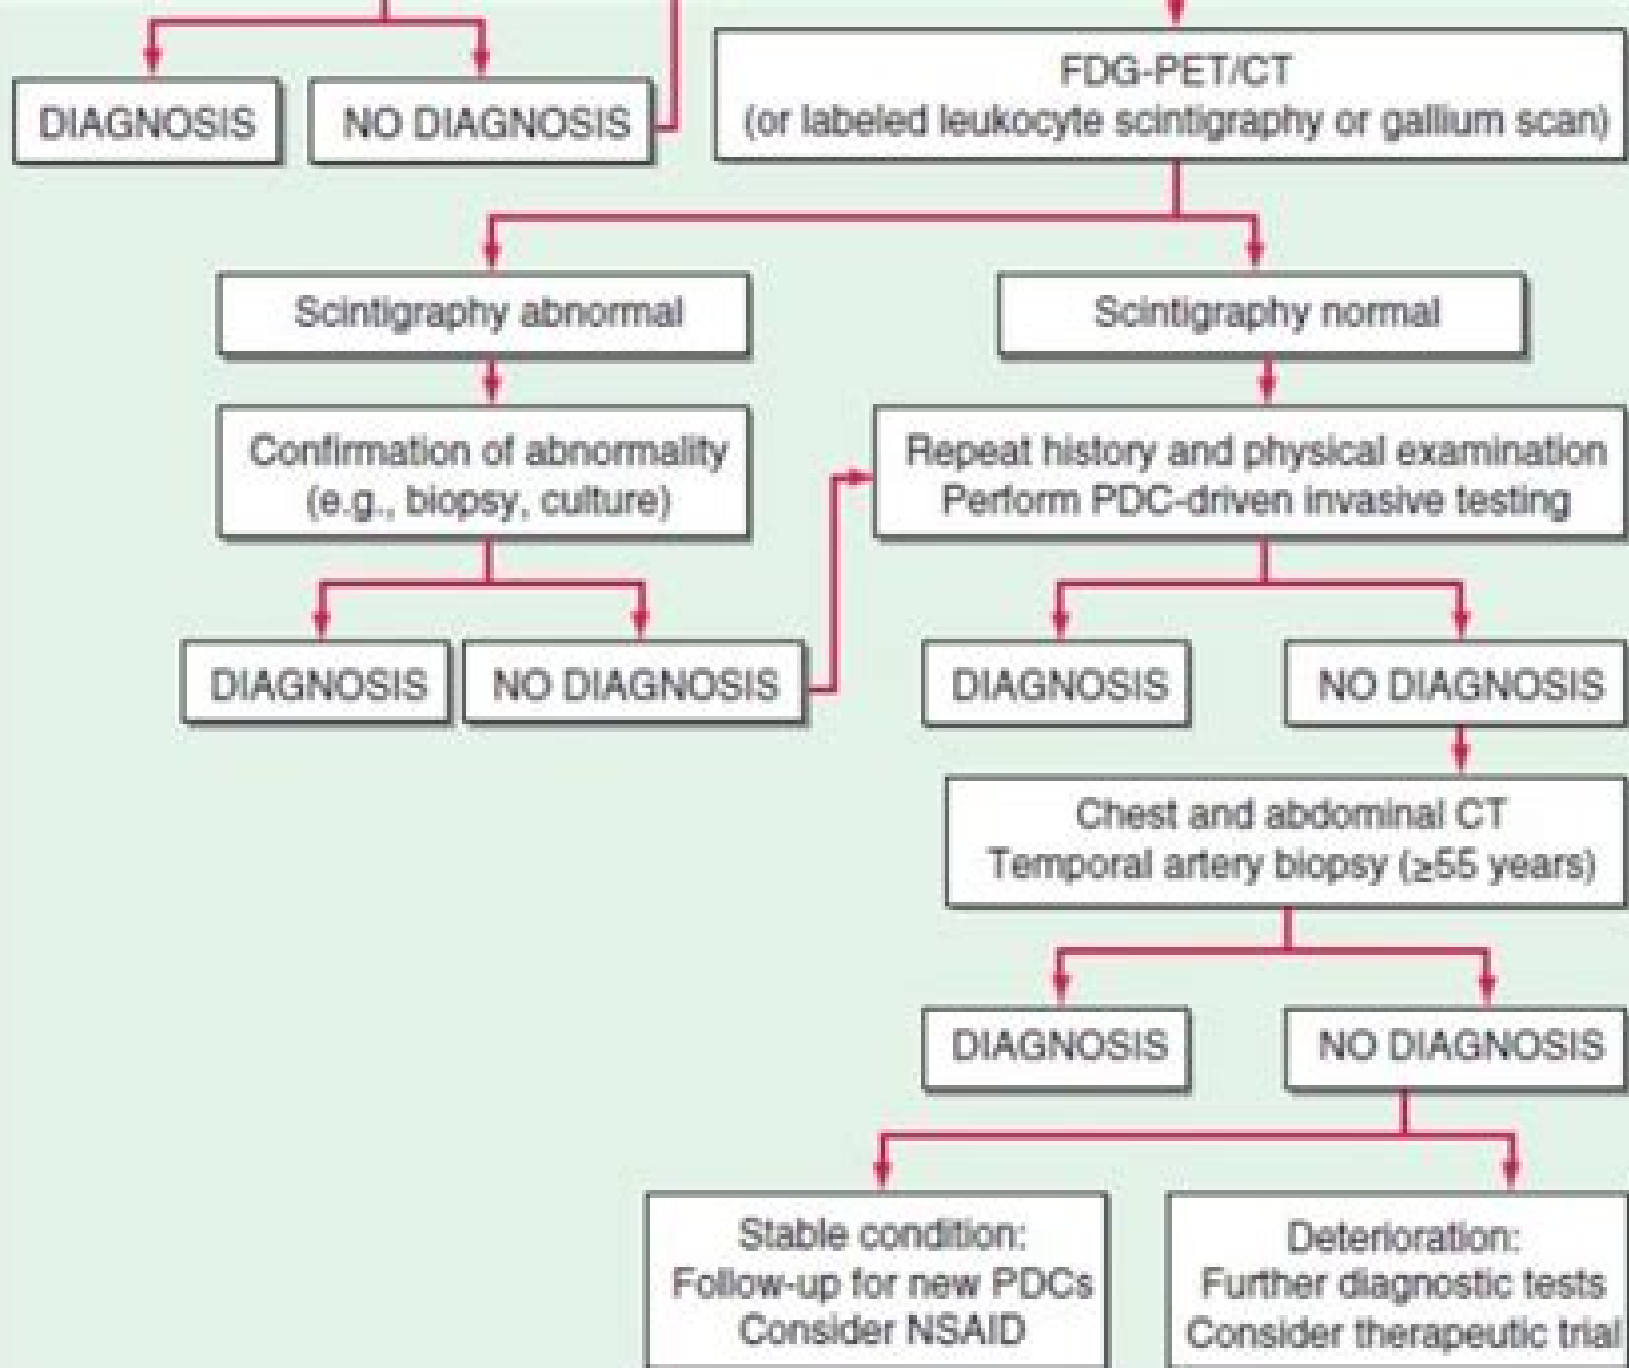 DIAGNOSIS
NO DIAGNOSIS
FDG-PET/CT
(or labeled leukocyte scintigraphy or gallium scan)
Scintigraphy abnormal
Scintigraphy normal
Confirmation of abnormality
(e.g., biopsy, culture)
Repeat history and physical examination
Perform PDC-driven invasive testing
DIAGNOSIS
NO DIAGNOSIS
DIAGNOSIS
NO DIAGNOSIS
Chest and abdominal CT
Temporal artery biopsy (≥55 years)
DIAGNOSIS
NO DIAGNOSIS
Stable condition:
Follow-up for new PDCs
Consider NSAID
Deterioration:
Further diagnostic tests
Consider therapeutic trial